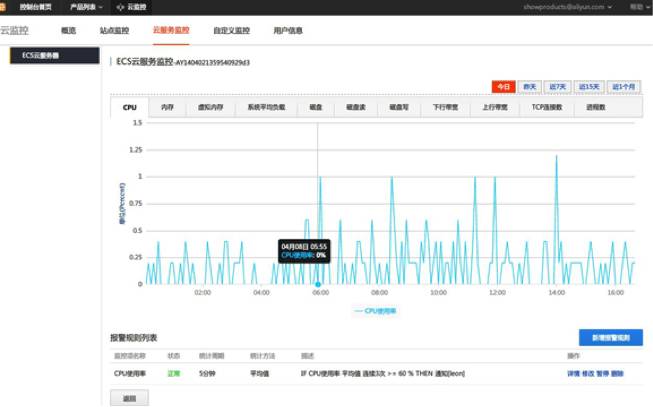 控制台首页 产品列表 云监控 showproducts@aliyun.com 帮助
云监控 概览 站点监控 云服务监控 自定义监控 用户信息
ECS云服务器
ECS云服务监控-AY1404021359540929d3
今日 昨天 近7天 近15天 近1个月
CPU 内存 虚拟内存 系统平均负载 磁盘 磁盘读 磁盘写 下行带宽 上行带宽 TCP连接数 进程数
单位(Percent)
1.5
1.25
1
0.75
0.5
0.25
0
04月08日 05:55
CPU使用率: 0%
02:00 04:00 06:00 08:00 10:00 12:00 14:00 16:00
CPU使用率
报警规则列表 新增报警规则
监控项名称 状态 统计周期 统计方法 描述 操作
CPU使用率 正常 5分钟 平均值 IF CPU使用率 平均值 连续3次 >= 60 % THEN 通知[leon] 详情 修改 暂停 删除
返回